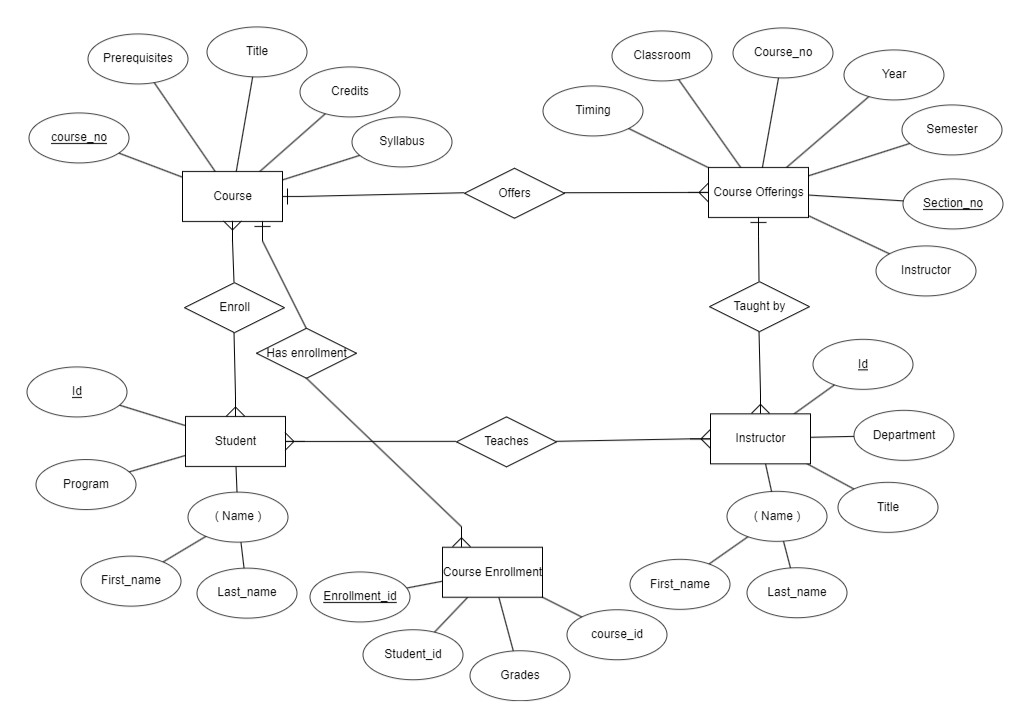 Prerequisites
Title
Credits
course_no
Syllabus
Course
Offers
Classroom
Course_no
Year
Timing
Semester
Course Offerings
Section_no
Instructor
Enroll
Has enrollment
Taught by
Id
Student
Program
( Name )
First_name
Last_name
Teaches
Id
Instructor
Department
Title
( Name )
First_name
Last_name
Course Enrollment
Enrollment_id
Student_id
Grades
course_id